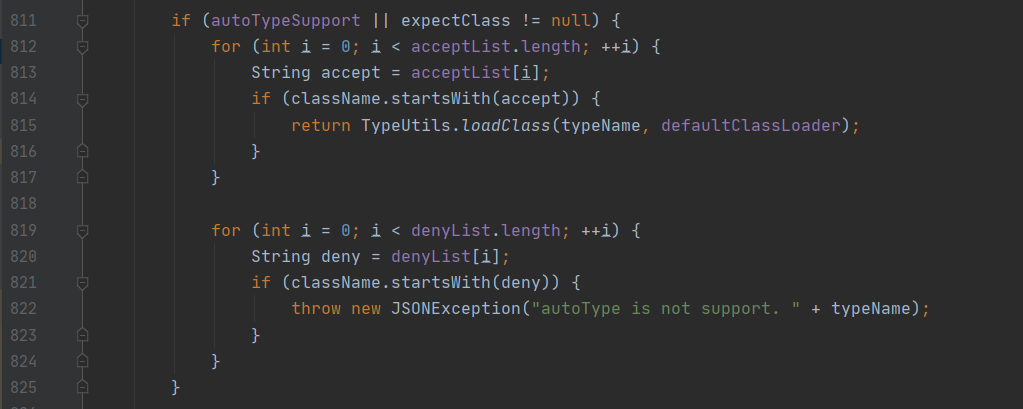 811 if (autoTypeSupport || expectClass != null) {
812 for (int i = 0; i < acceptList.length; ++i) {
813 String accept = acceptList[i];
814 if (className.startsWith(accept)) {
815 return TypeUtils.loadClass(typeName, defaultClassLoader);
816 }
817 }
818
819 for (int i = 0; i < denyList.length; ++i) {
820 String deny = denyList[i];
821 if (className.startsWith(deny)) {
822 throw new JSONException("autoType is not support. " + typeName);
823 }
824 }
825 }